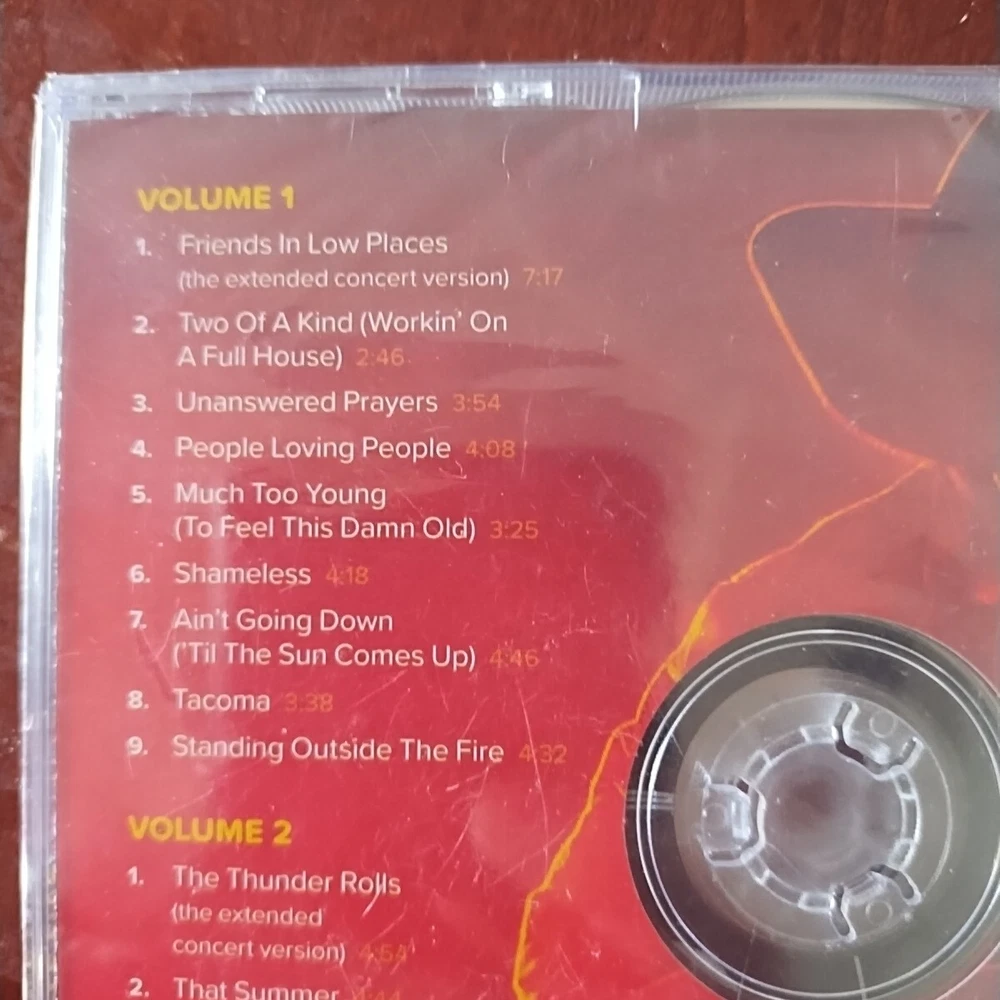 VOLUME 1
1. Friends In Low Places
(the extended concert version) 7:17
2. Two Of A Kind (Workin' On
A Full House) 2:46
3. Unanswered Prayers 3:54
4. People Loving People 4:08
5. Much Too Young
(To Feel This Damn Old) 3:25
6. Shameless 4:18
7. Ain't Going Down
('Til The Sun Comes Up) 4:46
8. Tacoma 3:38
9. Standing Outside The Fire 4:32
VOLUME 2
1. The Thunder Rolls
(the extended
concert version) 4:54
2. That Summer